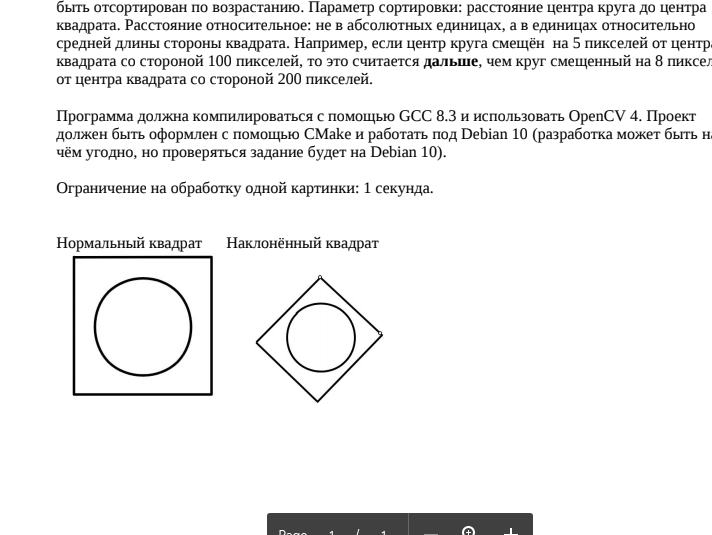 быть отсортирован по возрастанию. Параметр сортировки: расстояние центра круга до центра
квадрата. Расстояние относительное: не в абсолютных единицах, а в единицах относительно
средней длины стороны квадрата. Например, если центр круга смещён на 5 пикселей от центра
квадрата со стороной 100 пикселей, то это считается дальше, чем круг смещенный на 8 пиксел
от центра квадрата со стороной 200 пикселей.
Программа должна компилироваться с помощью GCC 8.3 и использовать OpenCV 4. Проект
должен быть оформлен с помощью CMake и работать под Debian 10 (разработка может быть на
чём угодно, но проверяться задание будет на Debian 10).
Ограничение на обработку одной картинки: 1 секунда.
Нормальный квадрат Наклонённый квадрат
Page 1 / 1